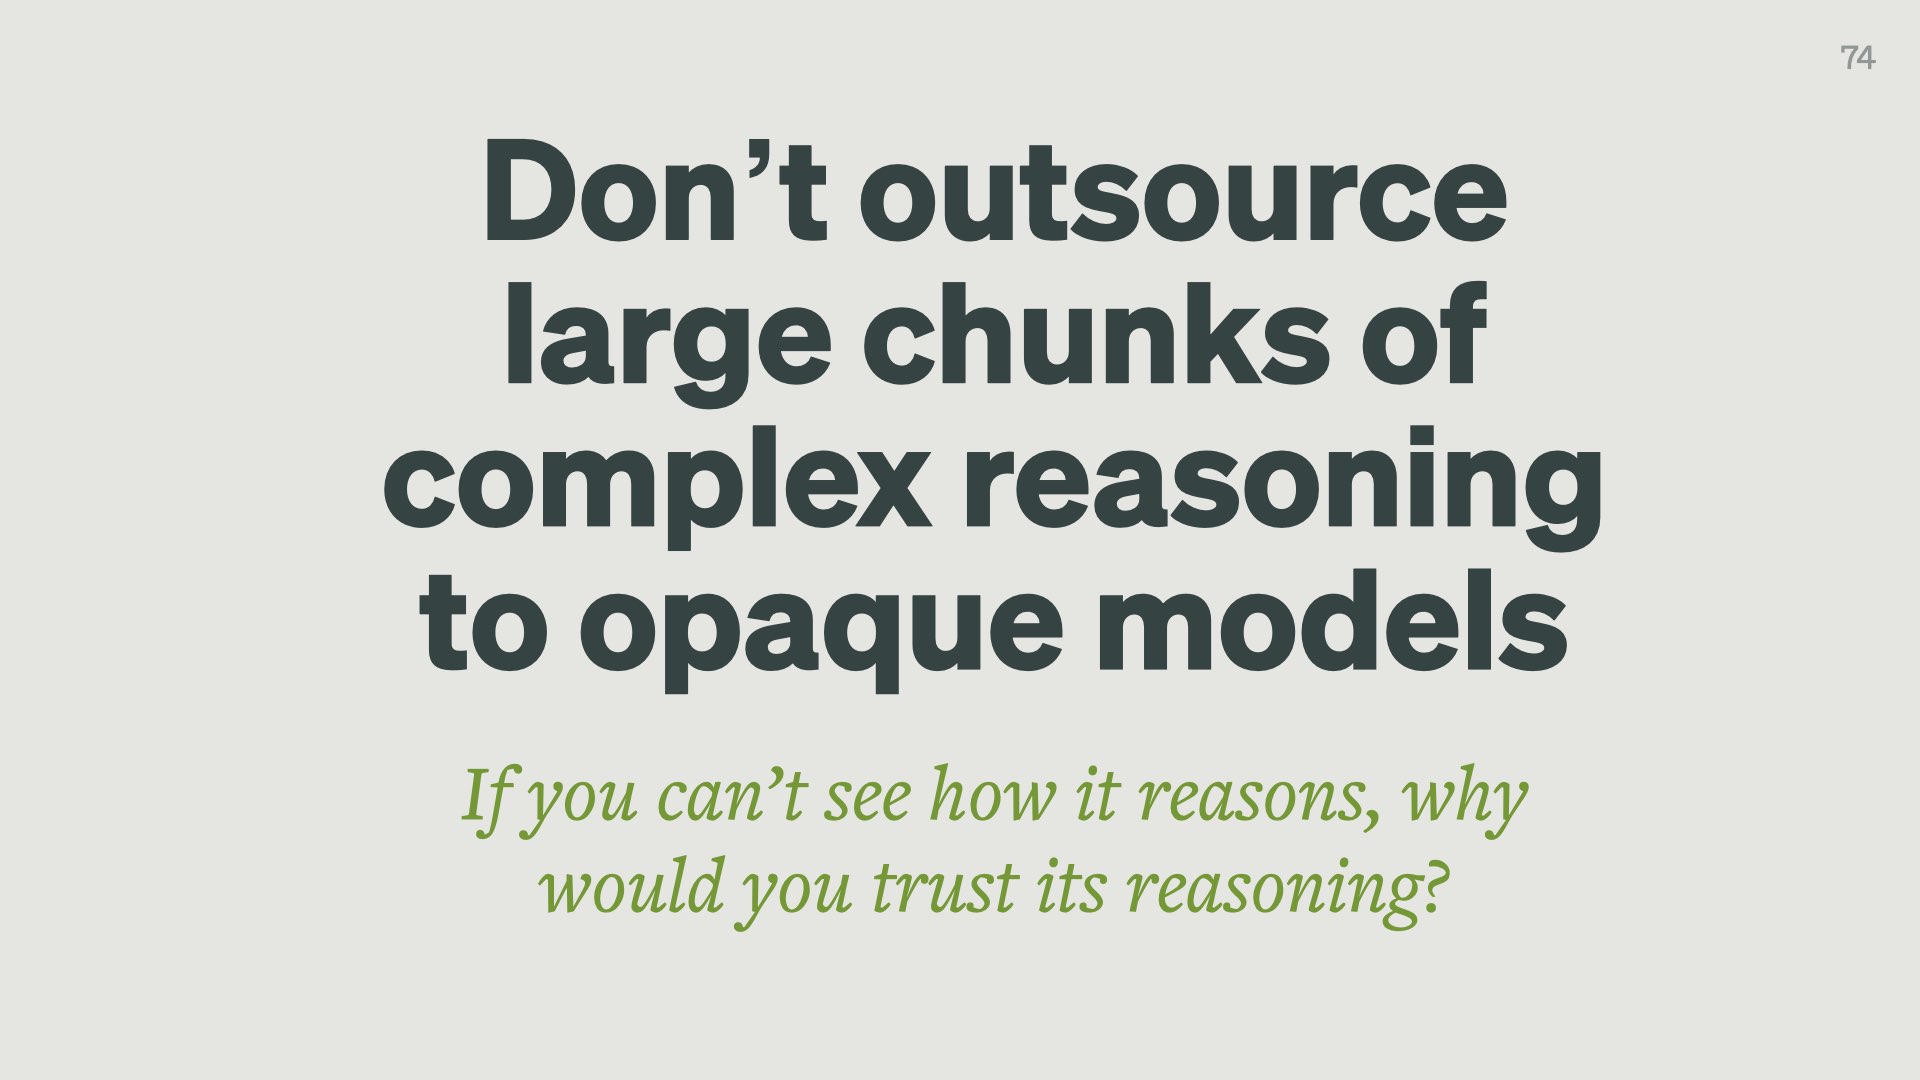 74
Don’t outsource
large chunks of
complex reasoning
to opaque models
If you can’t see how it reasons, why
would you trust its reasoning?